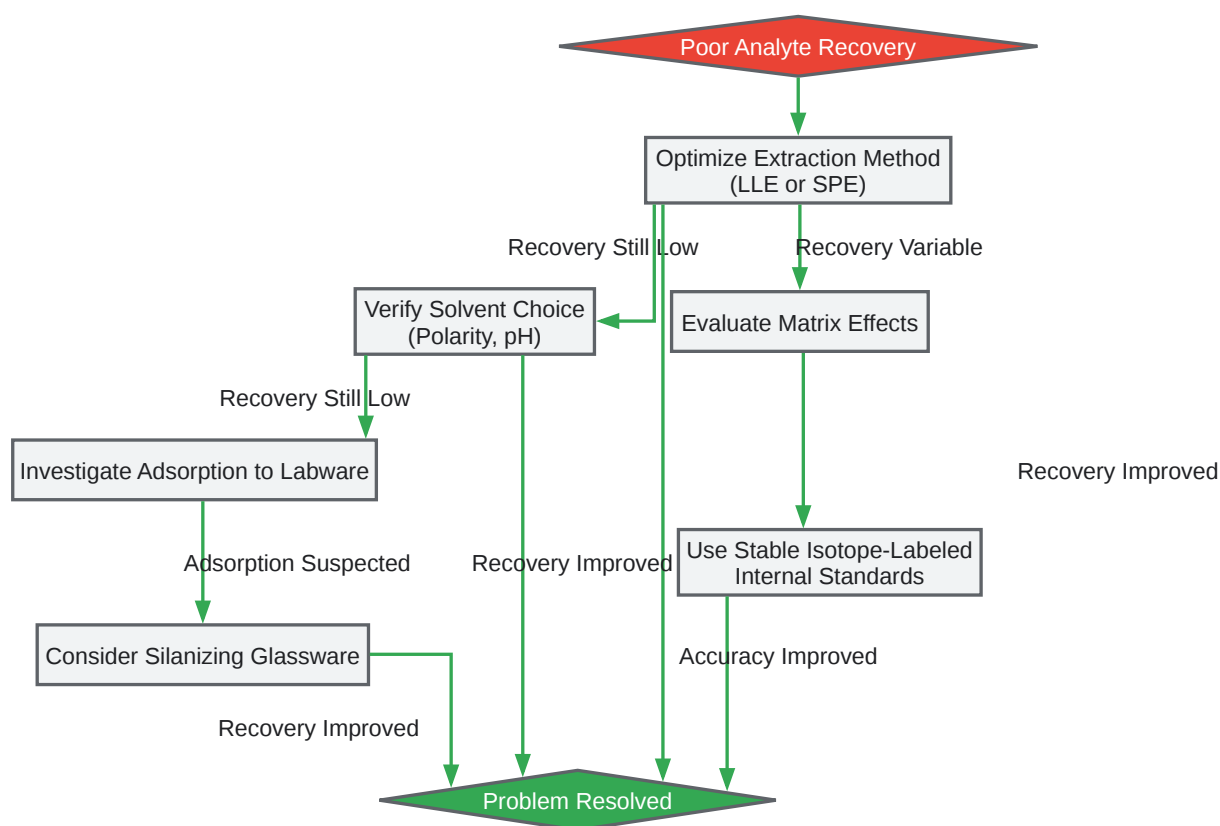 Poor Analyte Recovery
Optimize Extraction Method
(LLE or SPE)
Recovery Still Low
Recovery Variable
Verify Solvent Choice
(Polarity, pH)
Evaluate Matrix Effects
Recovery Still Low
Investigate Adsorption to Labware
Recovery Improved
Adsorption Suspected
Recovery Improved
Use Stable Isotope-Labeled
Internal Standards
Consider Silanizing Glassware
Accuracy Improved
Recovery Improved
Problem Resolved